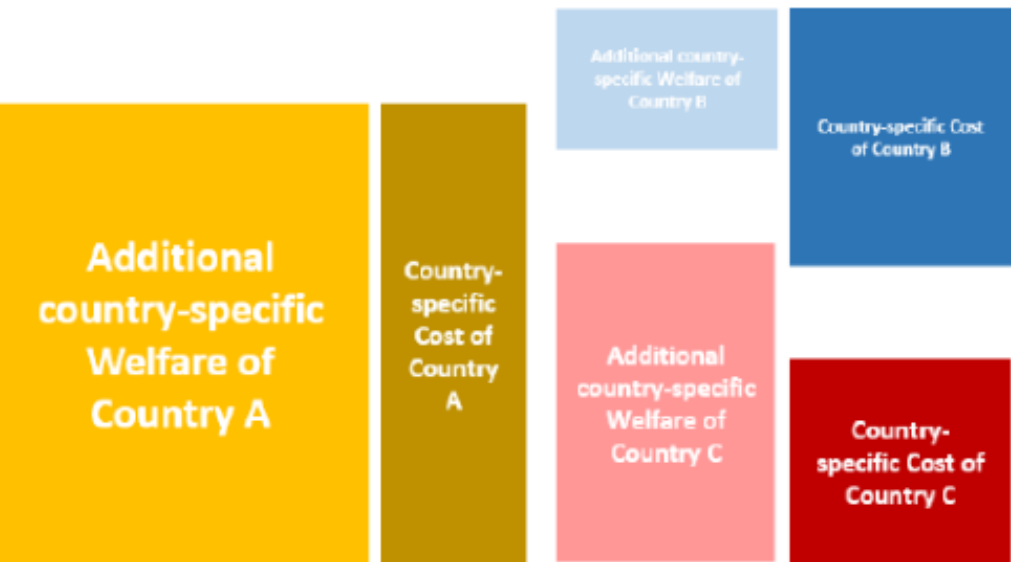 Additional
country-specific
Welfare of
Country A
Country-
specific
Cost of
Country
A
Additional country-
specific Welfare of
Country B
Country-specific Cost
of Country B
Additional
country-specific
Welfare of
Country C
Country-
specific Cost of
Country C